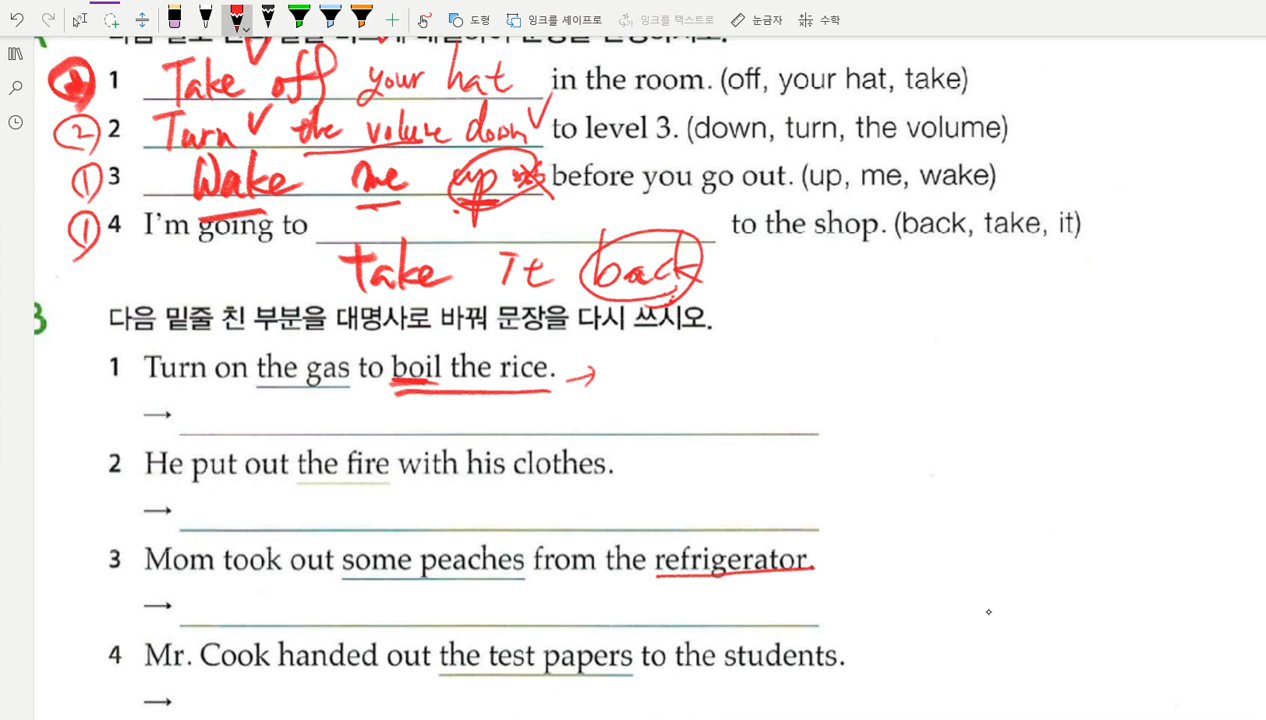 도형 잉크를 셰이프로 잉크를 텍스트로 눈금자 수학
② 1 Take off your hat in the room. (off, your hat, take)
② 2 Turn the volume down to level 3. (down, turn, the volume)
① 3 Wake me up before you go out. (up, me, wake)
① 4 I'm going to to the shop. (back, take, it)
take it back
B 다음 밑줄 친 부분을 대명사로 바꿔 문장을 다시 쓰시오.
1 Turn on the gas to boil the rice. →
→
2 He put out the fire with his clothes.
→
3 Mom took out some peaches from the refrigerator.
→
4 Mr. Cook handed out the test papers to the students.
→